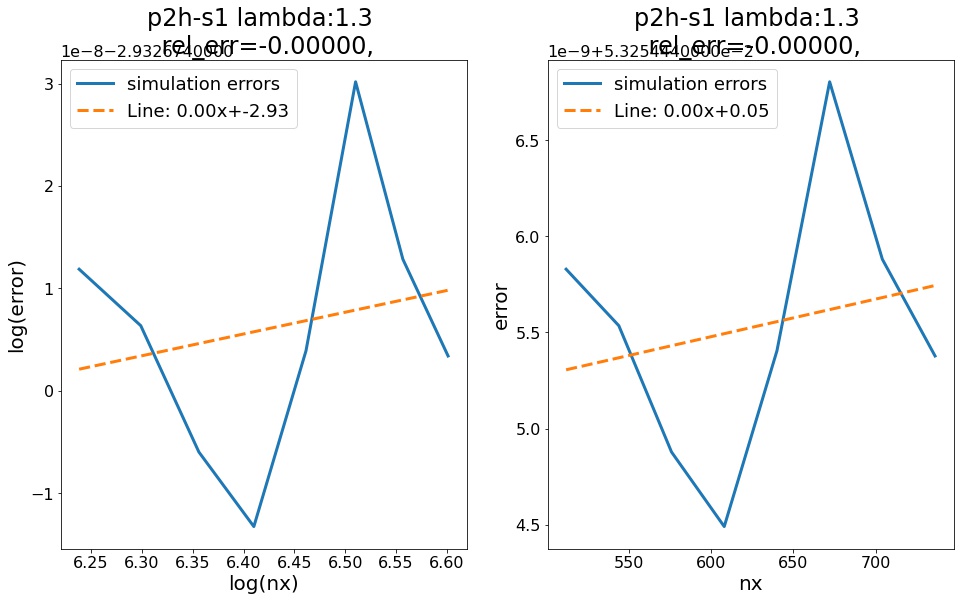 p2h-s1 lambda:1.3
rel_err=-0.00000,
1e−8−2.9326740000
simulation errors
Line: 0.00x+-2.93
3
2
1
0
−1
log(error)
6.25 6.30 6.35 6.40 6.45 6.50 6.55 6.60
log(nx)
p2h-s1 lambda:1.3
rel_err=-0.00000,
1e−9+5.3254440000e−2
simulation errors
Line: 0.00x+0.05
6.5
6.0
5.5
5.0
4.5
error
550 600 650 700
nx